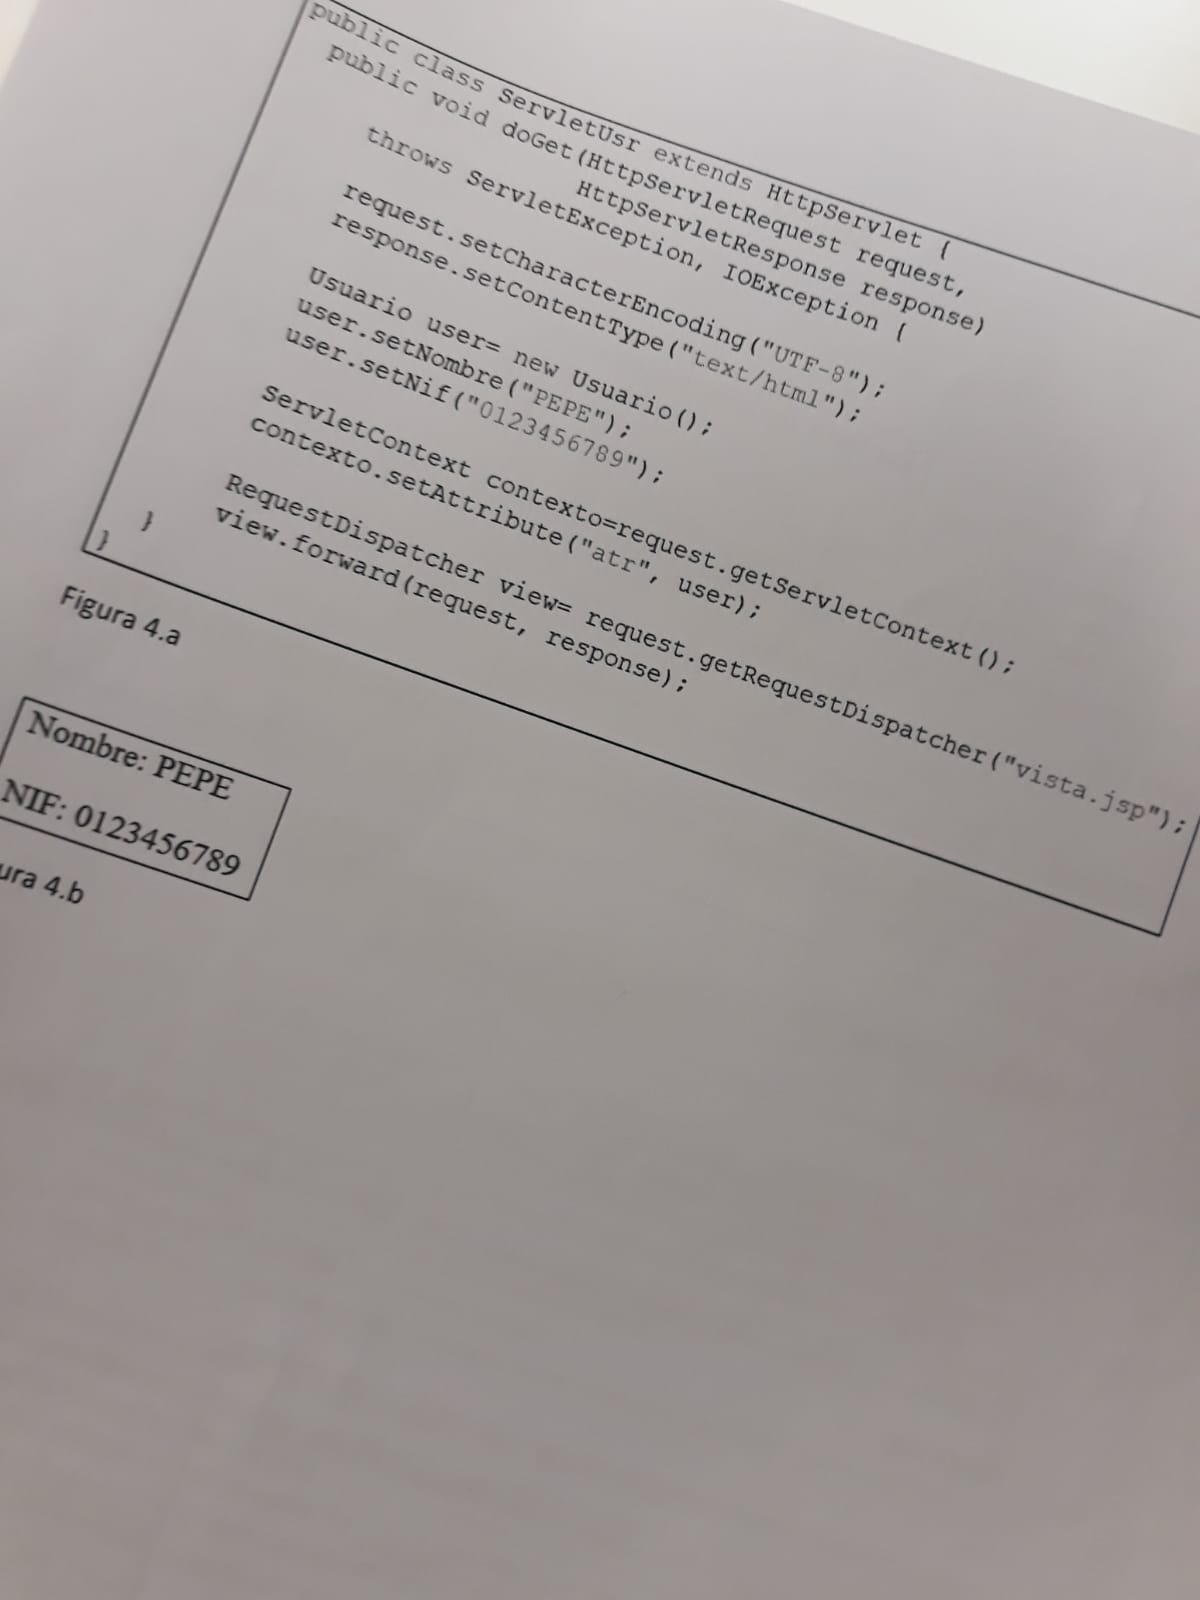 public class ServletUsr extends HttpServlet {
public void doGet(HttpServletRequest request,
HttpServletResponse response)
throws ServletException, IOException {
request.setCharacterEncoding("UTF-8");
response.setContentType("text/html");
Usuario user= new Usuario();
user.setNombre("PEPE");
user.setNif("0123456789");
ServletContext contexto=request.getServletContext();
contexto.setAttribute("atr", user);
RequestDispatcher view= request.getRequestDispatcher("vista.jsp");
view.forward(request, response);
}
}
Figura 4.a
Nombre: PEPE
NIF: 0123456789
ura 4.b